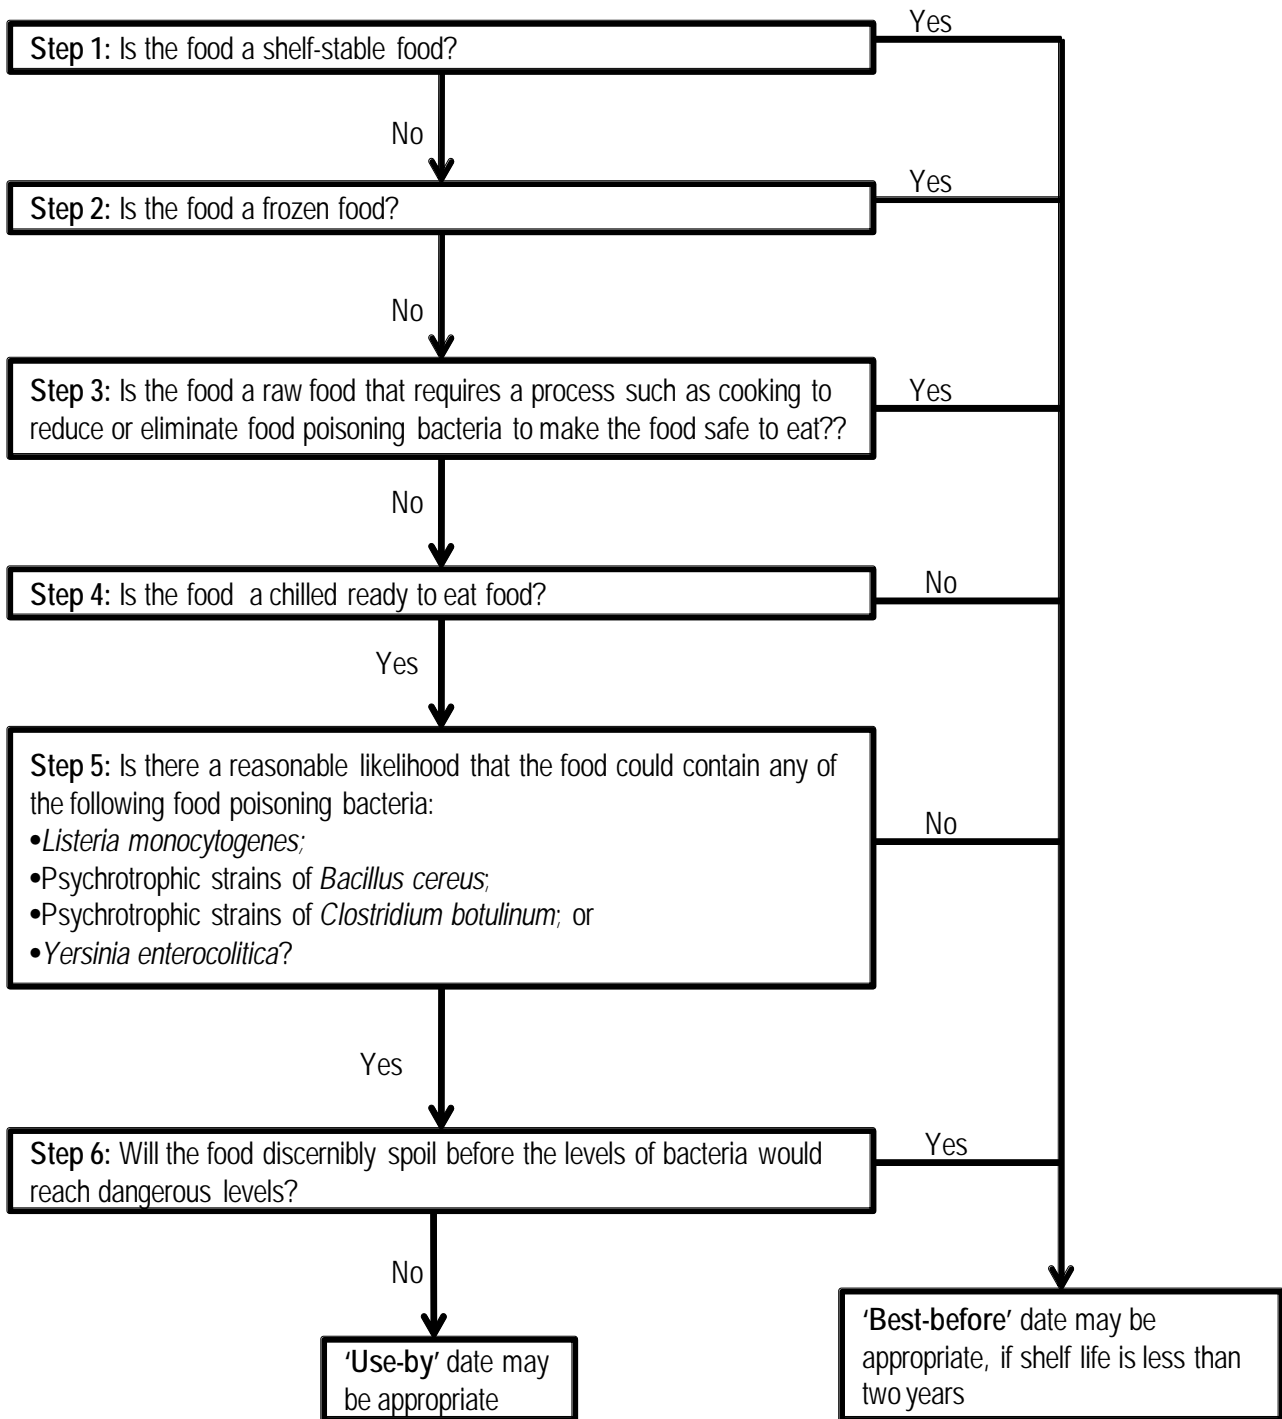 Yes
Step 1: Is the food a shelf-stable food?
No
Yes
Step 2: Is the food a frozen food?
No
Step 3: Is the food a raw food that requires a process such as cooking to
reduce or eliminate food poisoning bacteria to make the food safe to eat??
Yes
No
Step 4: Is the food a chilled ready to eat food?
No
Yes
Step 5: Is there a reasonable likelihood that the food could contain any of
the following food poisoning bacteria:
•Listeria monocytogenes;
•Psychrotrophic strains of Bacillus cereus;
•Psychrotrophic strains of Clostridium botulinum; or
•Yersinia enterocolitica?
No
Yes
Step 6: Will the food discernibly spoil before the levels of bacteria would
reach dangerous levels?
Yes
No
‘Use-by’ date may
be appropriate
‘Best-before’ date may be
appropriate, if shelf life is less than
two years